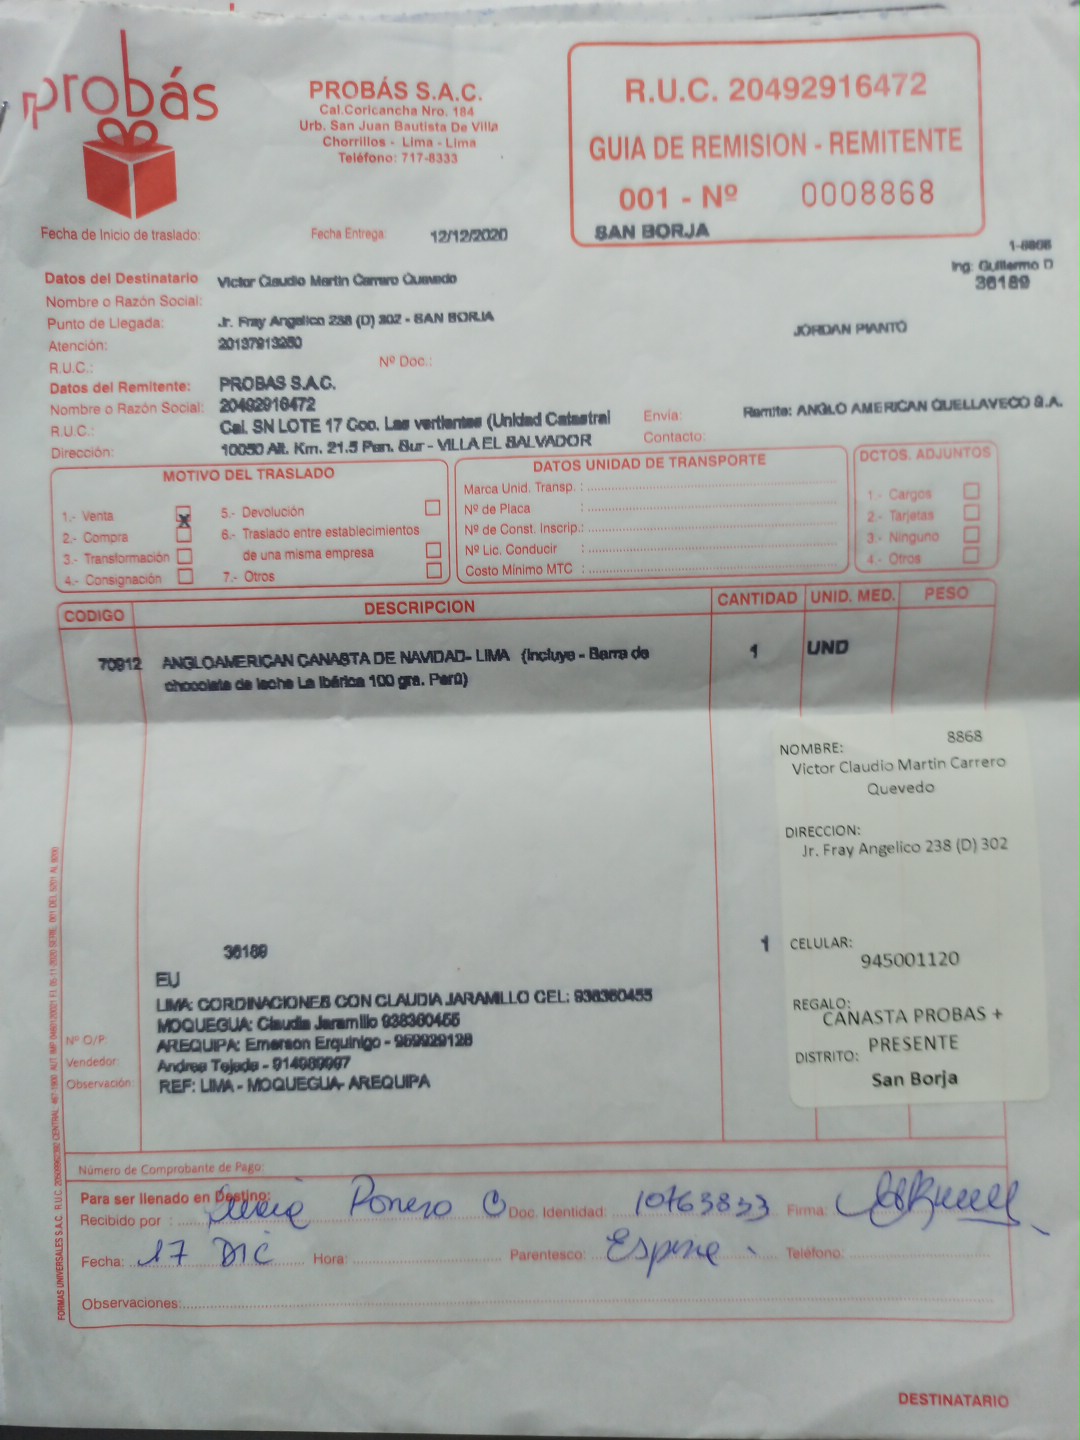 probás
PROBÁS S.A.C.
Cal.Coricancha Nro. 184
Urb. San Juan Bautista De Villa
Chorrillos - Lima - Lima
Teléfono: 717-8333
R.U.C. 20492916472
GUIA DE REMISION - REMITENTE
001 - Nº 0008868
SAN BORJA
Fecha de Inicio de traslado:
Fecha Entrega: 12/12/2020
1-8868
Ing: Guillermo D
36189
Datos del Destinatario Victor Claudio Martin Carrero Quevedo
Nombre o Razón Social:
Punto de Llegada: Jr. Fray Angelico 238 (D) 302 - SAN BORJA
JORDAN PIANTO
Atención: 20137913250
R.U.C.: Nº Doc.:
Datos del Remitente: PROBAS S.A.C.
Nombre o Razón Social: 20492916472
R.U.C.: Cal. SN LOTE 17 Coo. Las vertientes (Unidad Catastral
Dirección: 10050 Alt. Km. 21.5 Pan. Sur - VILLA EL SALVADOR
Envia: Remite: ANGLO AMERICAN QUELLAVECO S.A.
Contacto:
MOTIVO DEL TRASLADO
1.- Venta x
2.- Compra
3.- Transformación
4.- Consignación
5.- Devolución
6.- Traslado entre establecimientos
de una misma empresa
7.- Otros
DATOS UNIDAD DE TRANSPORTE
Marca Unid. Transp. :
Nº de Placa :
Nº de Const. Inscrip.:
Nº Lic. Conducir :
Costo Mínimo MTC :
DCTOS. ADJUNTOS
1.- Cargos
2.- Tarjetas
3.- Ninguno
4.- Otros
CODIGO DESCRIPCION CANTIDAD UNID. MED. PESO
70912 ANGLOAMERICAN CANASTA DE NAVIDAD- LIMA (Incluye - Barra de 1 UND
chocolate de leche La Ibérica 100 gra. Perú)
8868
NOMBRE:
Victor Claudio Martin Carrero
Quevedo
DIRECCION:
Jr. Fray Angelico 238 (D) 302
CELULAR:
945001120
REGALO:
CANASTA PROBAS +
PRESENTE
DISTRITO:
San Borja
36189 1
EU
LIMA: CORDINACIONES CON CLAUDIA JARAMILLO CEL: 938360455
MOQUEGUA: Claudia Jaramillo 938360455
Nº O/P: AREQUIPA: Emerson Erquinigo - 959929128
Vendedor: Andrea Tejada - 914989997
Observación: REF: LIMA - MOQUEGUA- AREQUIPA
Número de Comprobante de Pago:
Para ser llenado en Destino:
Recibido por : Doc. Identidad: 10763833 Firma:
Fecha: 17 DIC Hora: Parentesco: Teléfono:
Observaciones:
DESTINATARIO